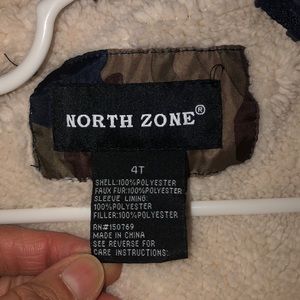 NORTH ZONE®
4T
SHELL:100%POLYESTER
FAUX FUR:100%POLYESTER
SLEEVE LINING:
100%POLYESTER
FILLER:100%POLYESTER
RN#150769
MADE IN CHINA
SEE REVERSE FOR
CARE INSTRUCTIONS: